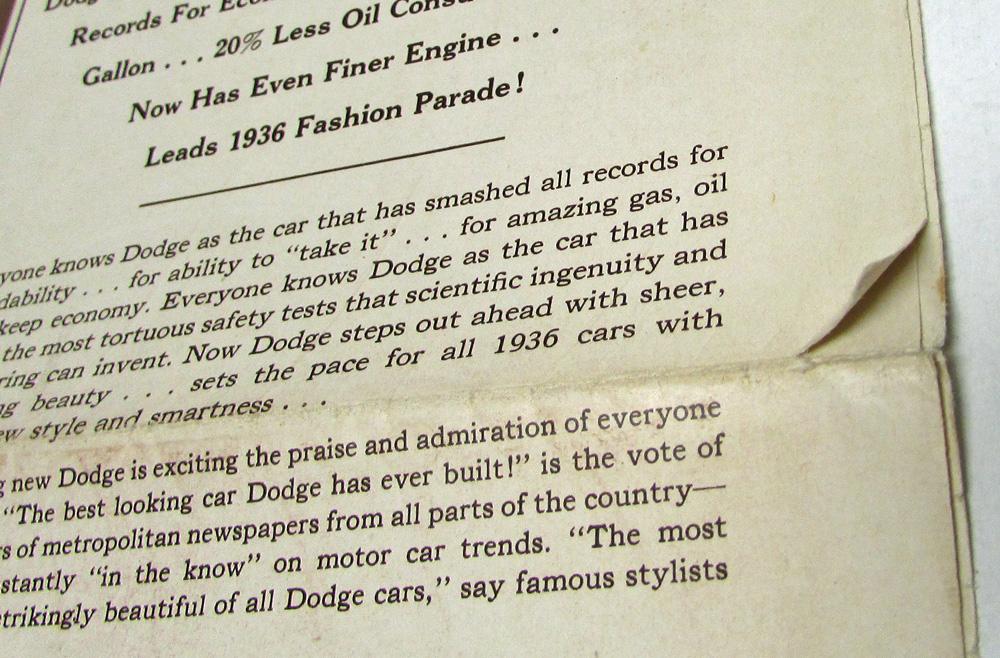 Records For
Gallon . . . 20% Less Oil
Now Has Even Finer Engine . . .
Leads 1936 Fashion Parade!
yone knows Dodge as the car that has smashed all records for
dability . . . for ability to “take it” . . . for amazing gas, oil
keep economy. Everyone knows Dodge as the car that has
the most tortuous safety tests that scientific ingenuity and
ring can invent. Now Dodge steps out ahead with sheer,
g beauty . . . sets the pace for all 1936 cars with
ew style and smartness . . .
g new Dodge is exciting the praise and admiration of everyone
“The best looking car Dodge has ever built!” is the vote of
s of metropolitan newspapers from all parts of the country—
stantly “in the know” on motor car trends. “The most
trikingly beautiful of all Dodge cars,” say famous stylists